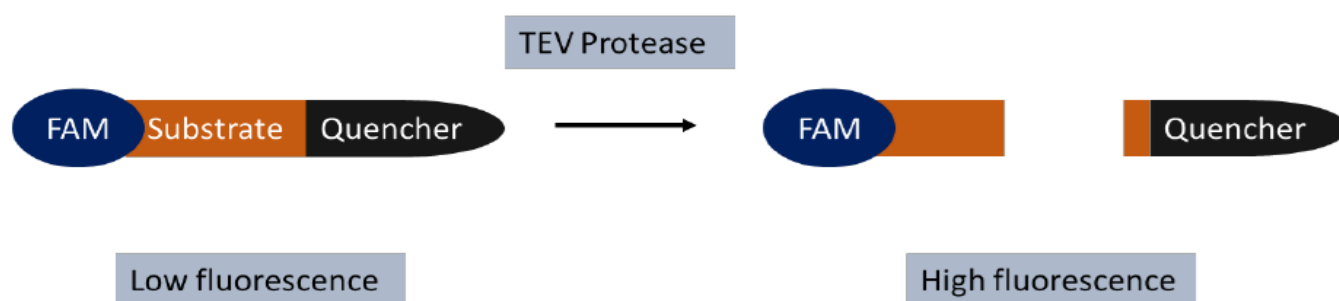 TEV Protease
FAM Substrate Quencher
FAM Quencher
Low fluorescence
High fluorescence